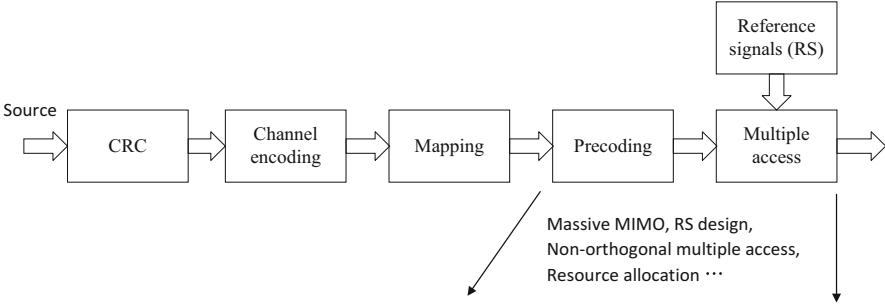 Reference
signals (RS)
Source
CRC
Channel
encoding
Mapping
Precoding
Multiple
access
Massive MIMO, RS design,
Non-orthogonal multiple access,
Resource allocation ⋯